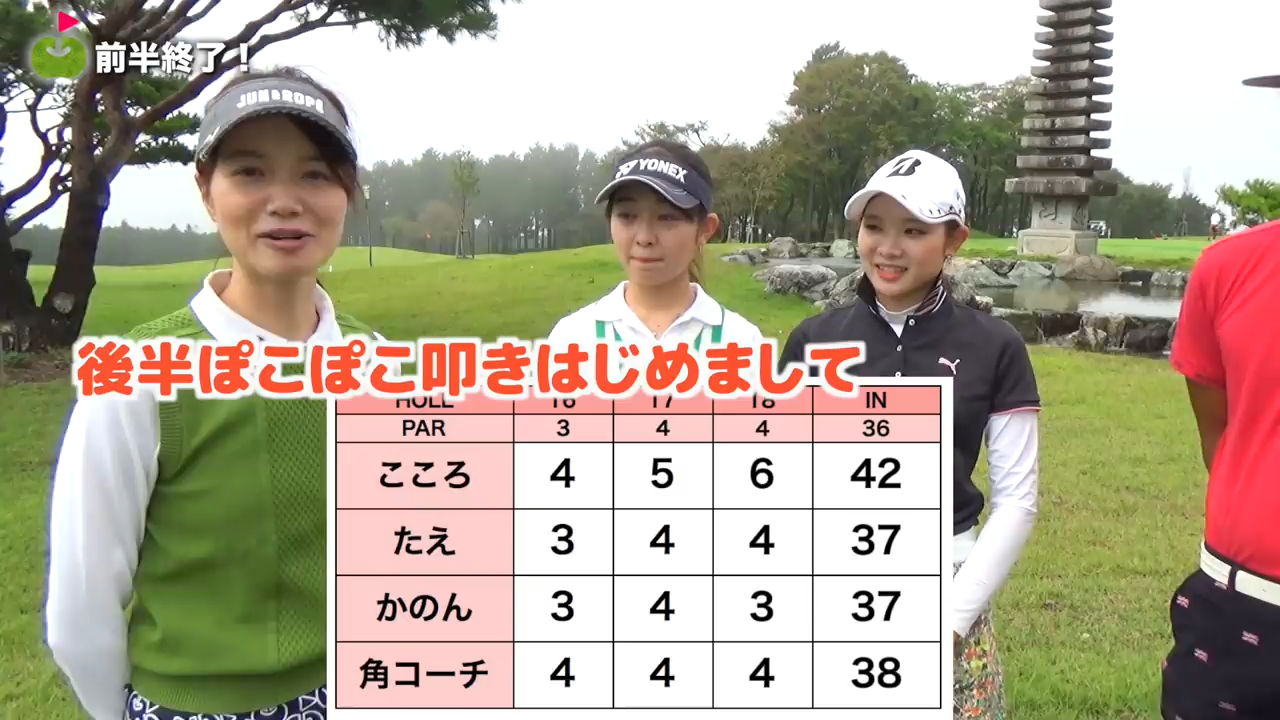 前半終了!
JUN & ROPÉ
YONEX
後半ぽこぽこ叩きはじめまして
HOLE 16 17 18 IN
PAR 3 4 4 36
こころ 4 5 6 42
たえ 3 4 4 37
かのん 3 4 3 37
角コーチ 4 4 4 38